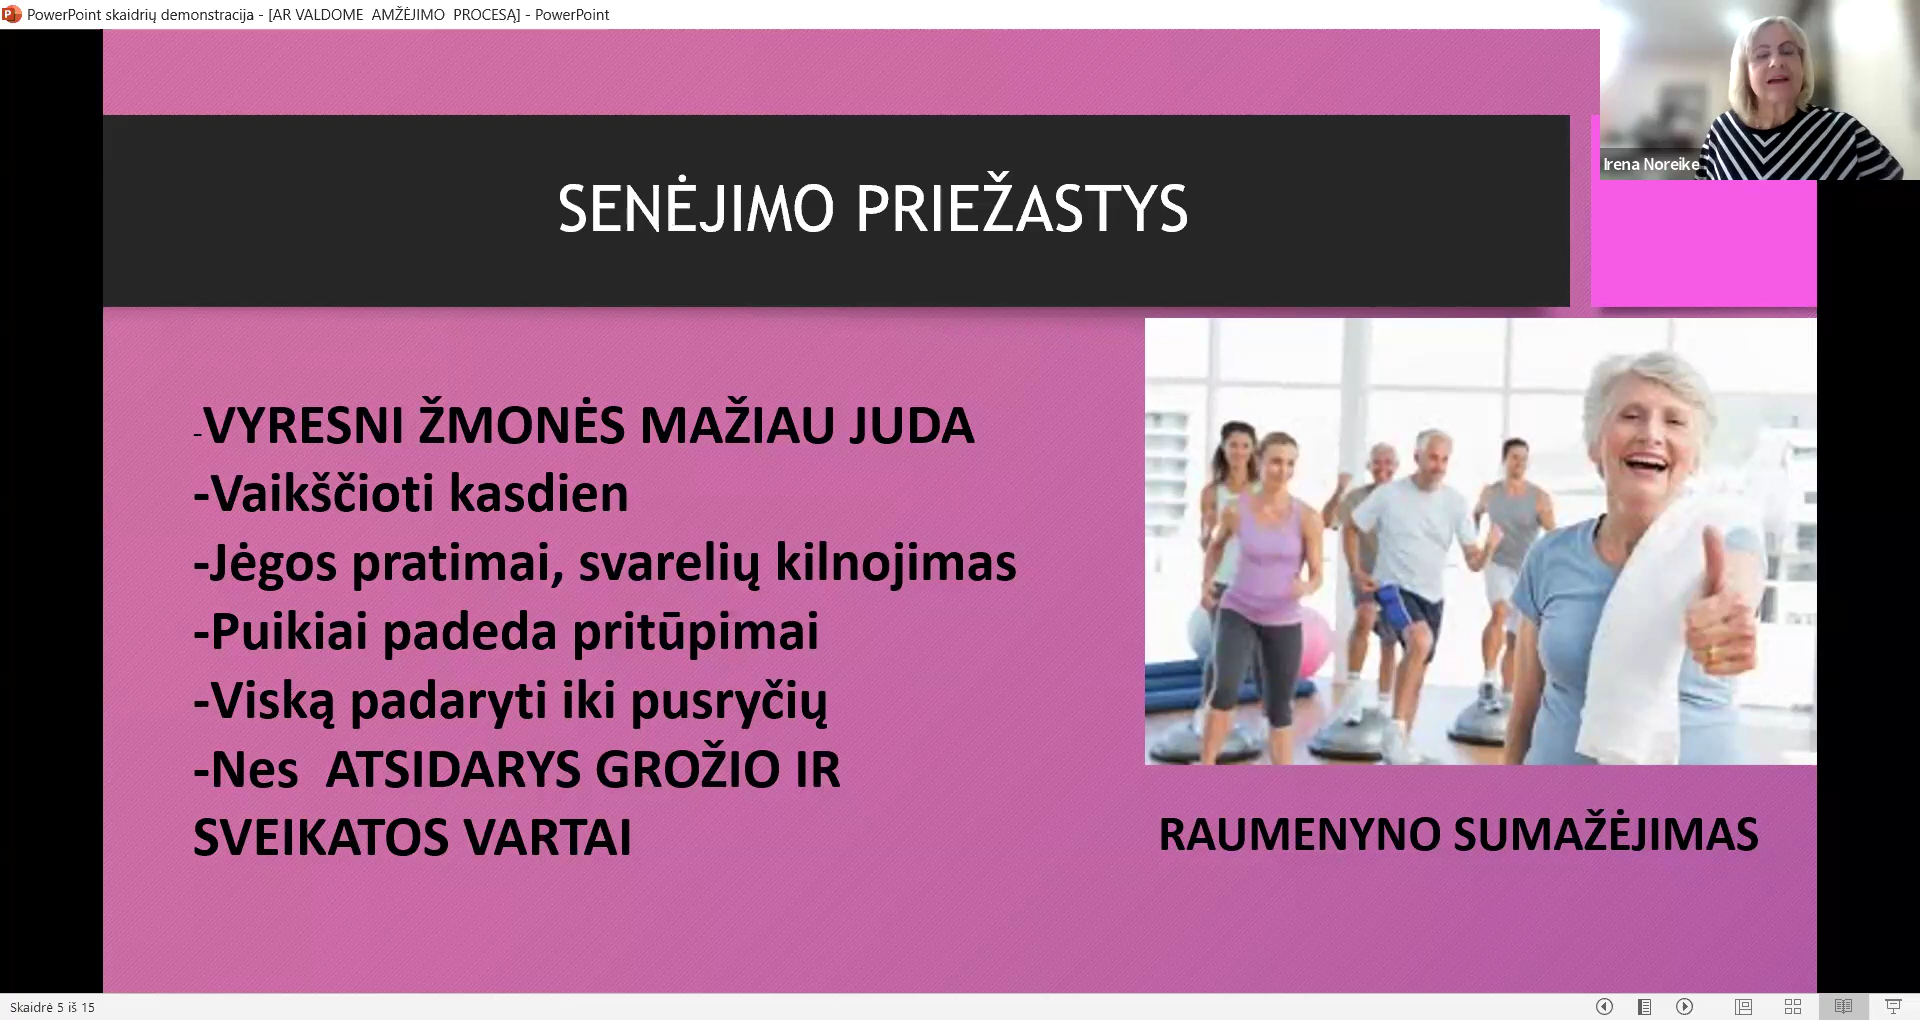 PowerPoint skaidrių demonstracija - [AR VALDOME  AMŽĖJIMO  PROCESĄ] - PowerPoint
Irena Noreike
SENĖJIMO PRIEŽASTYS
-VYRESNI ŽMONĖS MAŽIAU JUDA
-Vaikščioti kasdien
-Jėgos pratimai, svarelių kilnojimas
-Puikiai padeda pritūpimai
-Viską padaryti iki pusryčių
-Nes  ATSIDARYS GROŽIO IR
SVEIKATOS VARTAI
RAUMENYNO SUMAŽĖJIMAS
Skaidrė 5 iš 15